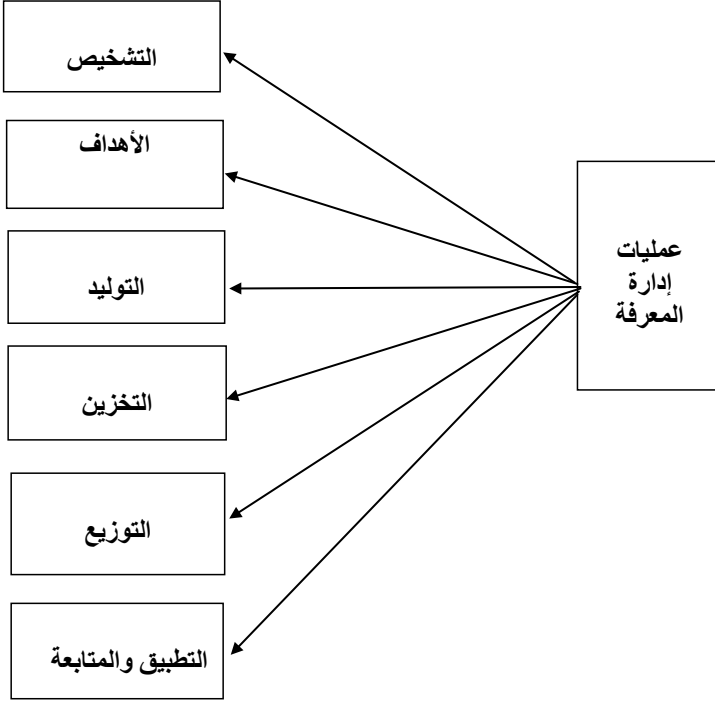 عمليات
إدارة
المعرفة
التشخيص
الأهداف
التوليد
التخزين
التوزيع
التطبيق والمتابعة